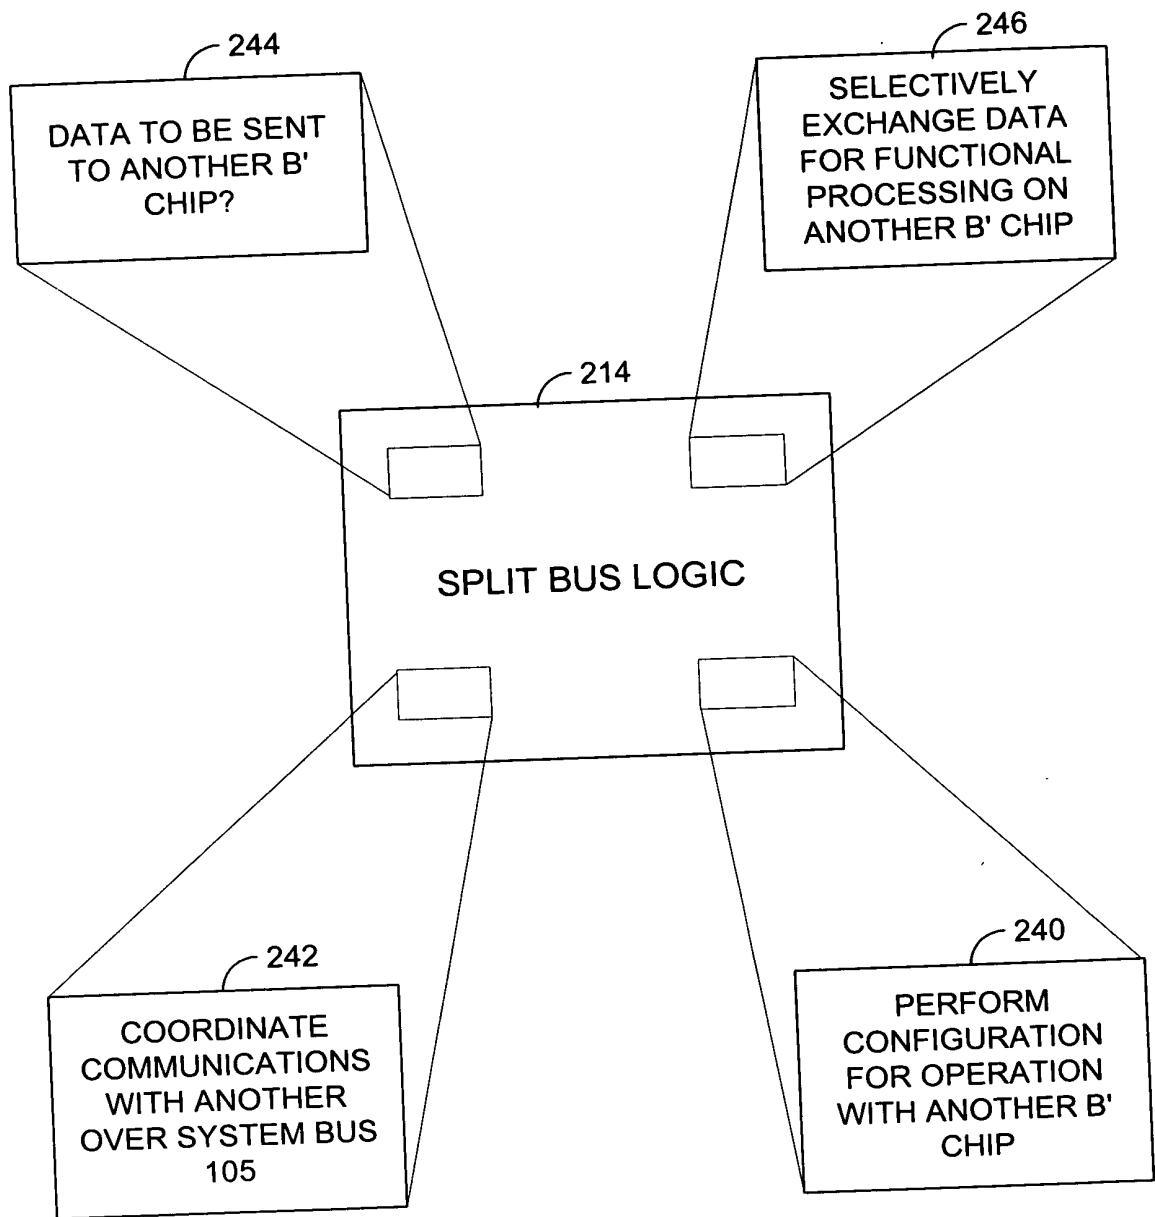 244
DATA TO BE SENT
TO ANOTHER B'
CHIP?
246
SELECTIVELY
EXCHANGE DATA
FOR FUNCTIONAL
PROCESSING ON
ANOTHER B' CHIP
214
SPLIT BUS LOGIC
242
COORDINATE
COMMUNICATIONS
WITH ANOTHER
OVER SYSTEM BUS
105
240
PERFORM
CONFIGURATION
FOR OPERATION
WITH ANOTHER B'
CHIP